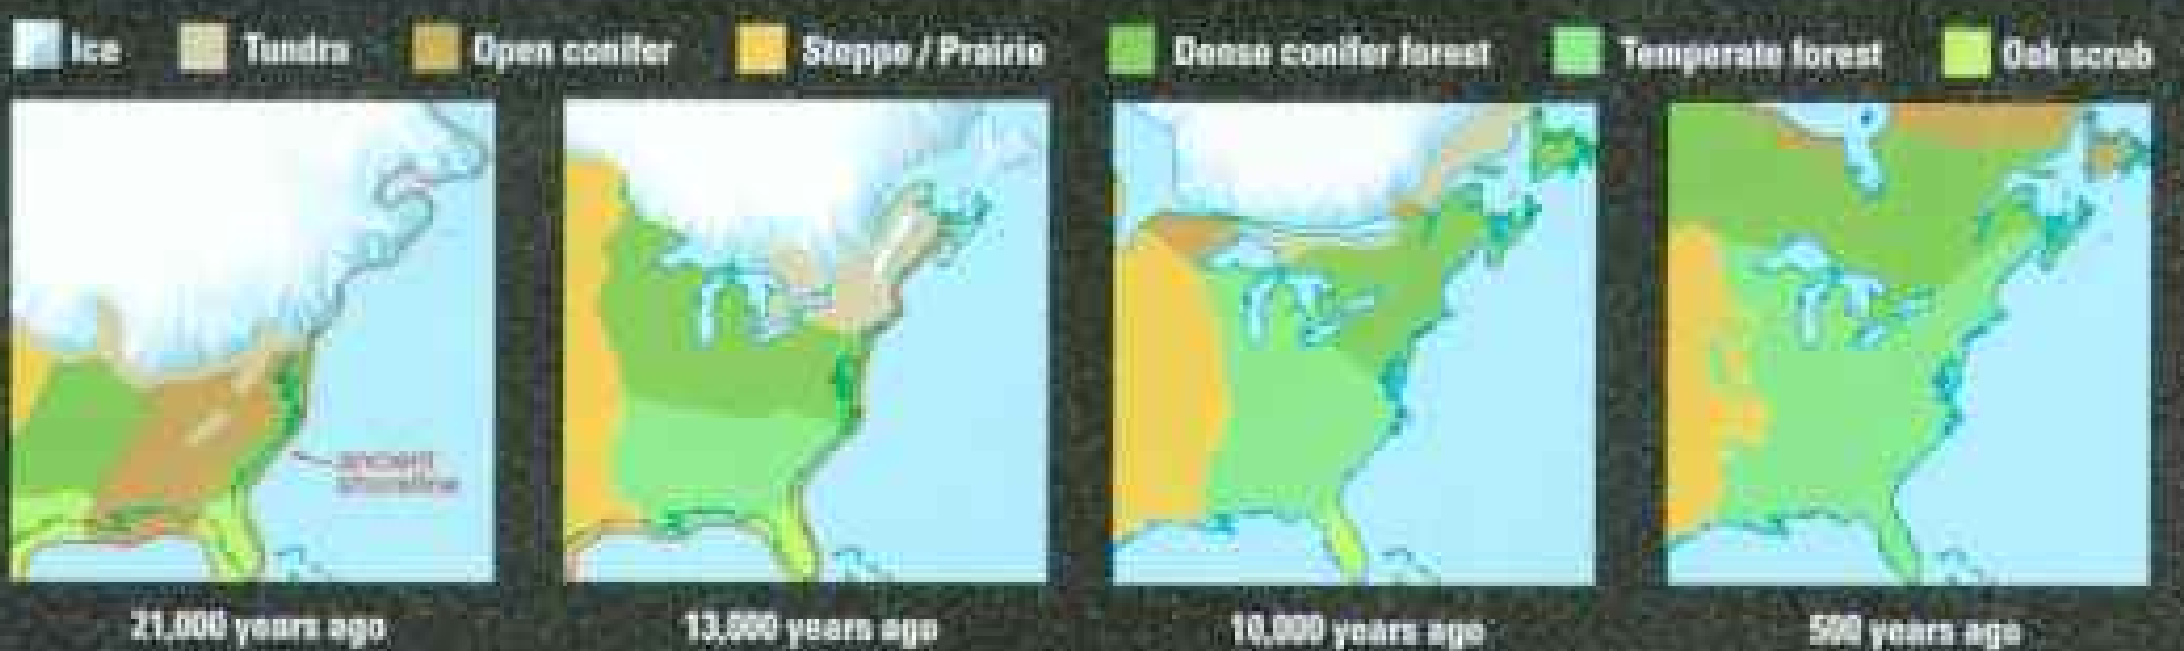 Ice
Tundra
Open conifer
Steppe / Prairie
Dense conifer forest
Temperate forest
Oak scrub
ancient
shoreline
21,000 years ago
13,000 years ago
10,000 years ago
500 years ago